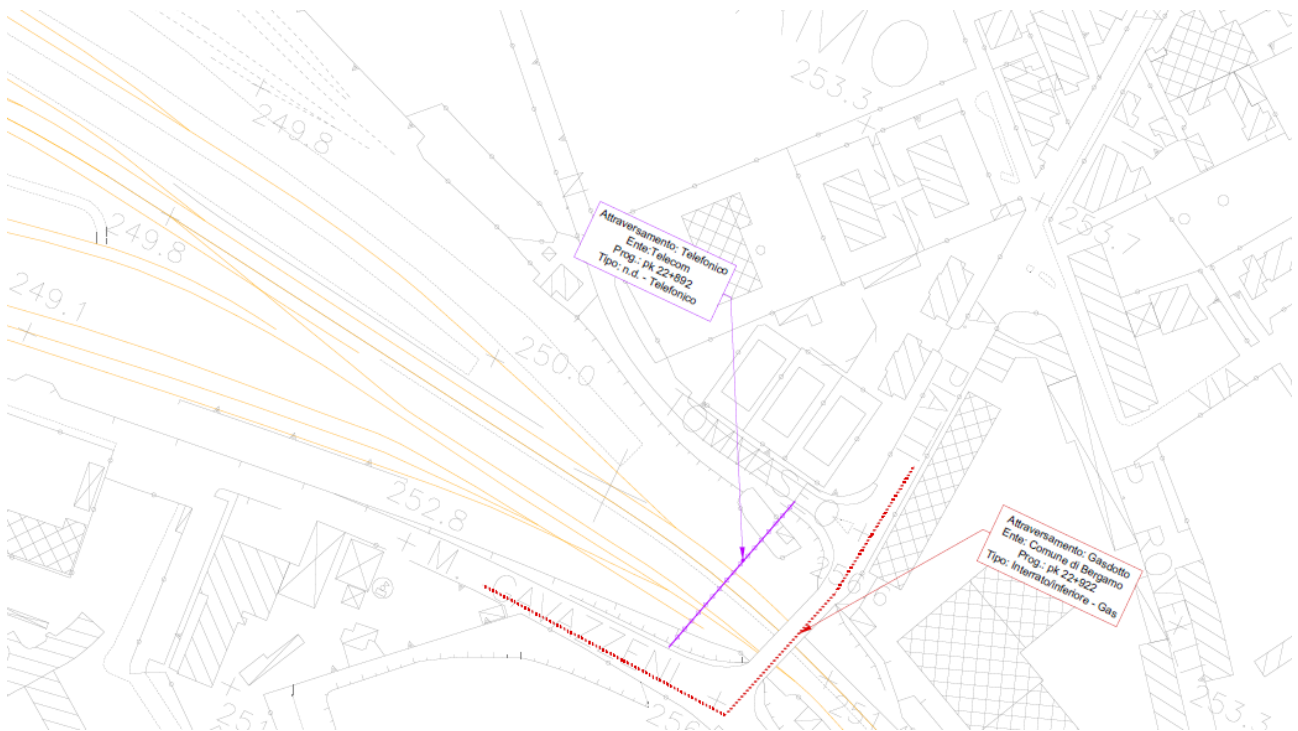 253.3
249.8
Attraversamento: Telefonico
Ente:Telecom
Prog.: pk 22+892
Tipo: n.d. - Telefonico
253
249.8
249.1
250.0
VIA
TOMMASO
252.8
M. GAVAZZENI
Attraversamento: Gasdotto
Ente: Comune di Bergamo
Prog.: pk 22+922
Tipo: Interrato/inferiore - Gas
253.3